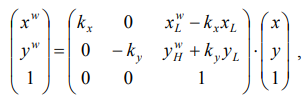 x^w k_x 0 x_L^w − k_x x_L x
y^w = 0 − k_y y_H^w + k_y y_L · y ,
1 0 0 1 1